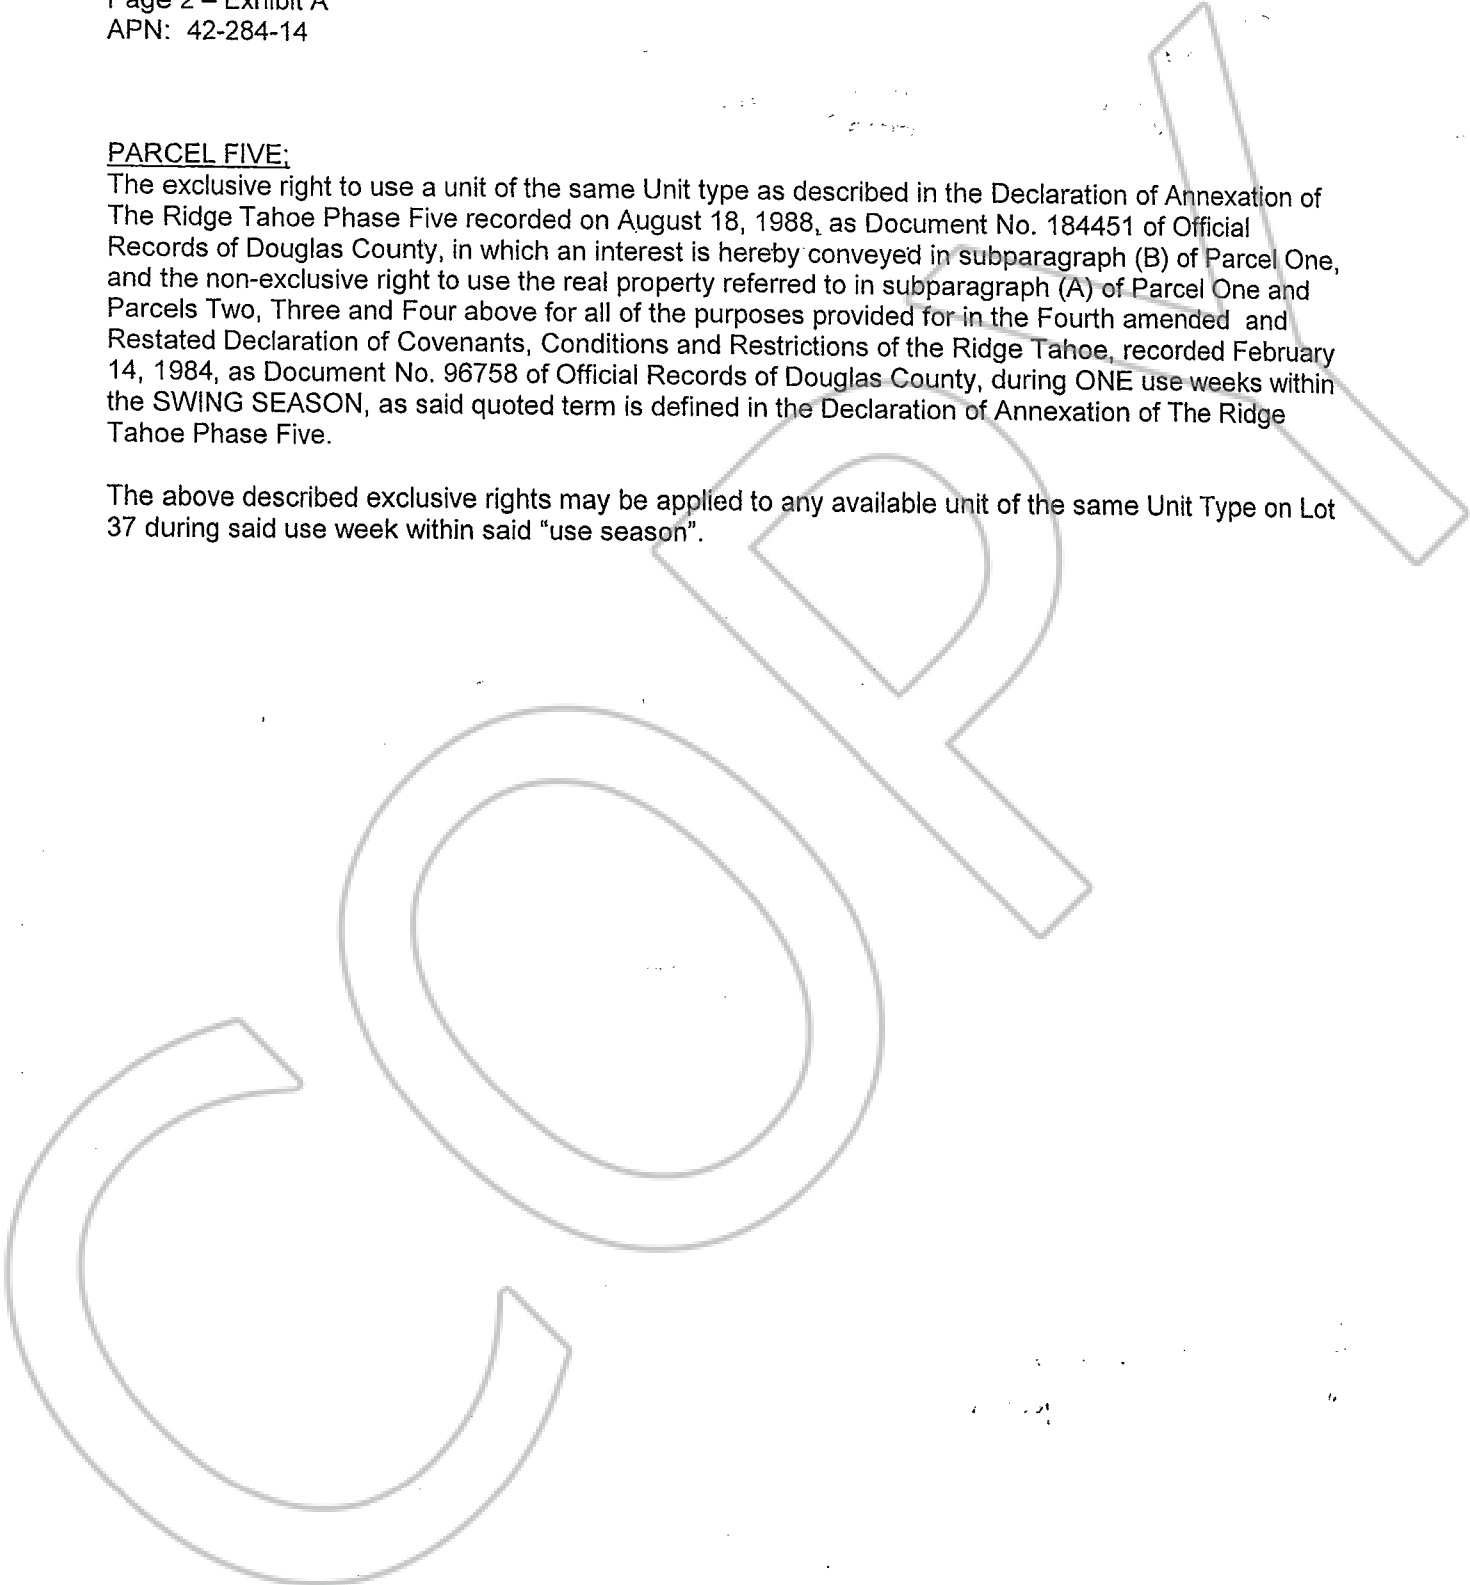 Page 2 – Exhibit A
APN: 42-284-14
PARCEL FIVE;
The exclusive right to use a unit of the same Unit type as described in the Declaration of Annexation of
The Ridge Tahoe Phase Five recorded on August 18, 1988, as Document No. 184451 of Official
Records of Douglas County, in which an interest is hereby conveyed in subparagraph (B) of Parcel One,
and the non-exclusive right to use the real property referred to in subparagraph (A) of Parcel One and
Parcels Two, Three and Four above for all of the purposes provided for in the Fourth amended and
Restated Declaration of Covenants, Conditions and Restrictions of the Ridge Tahoe, recorded February
14, 1984, as Document No. 96758 of Official Records of Douglas County, during ONE use weeks within
the SWING SEASON, as said quoted term is defined in the Declaration of Annexation of The Ridge
Tahoe Phase Five.
The above described exclusive rights may be applied to any available unit of the same Unit Type on Lot
37 during said use week within said “use season”.
COPY